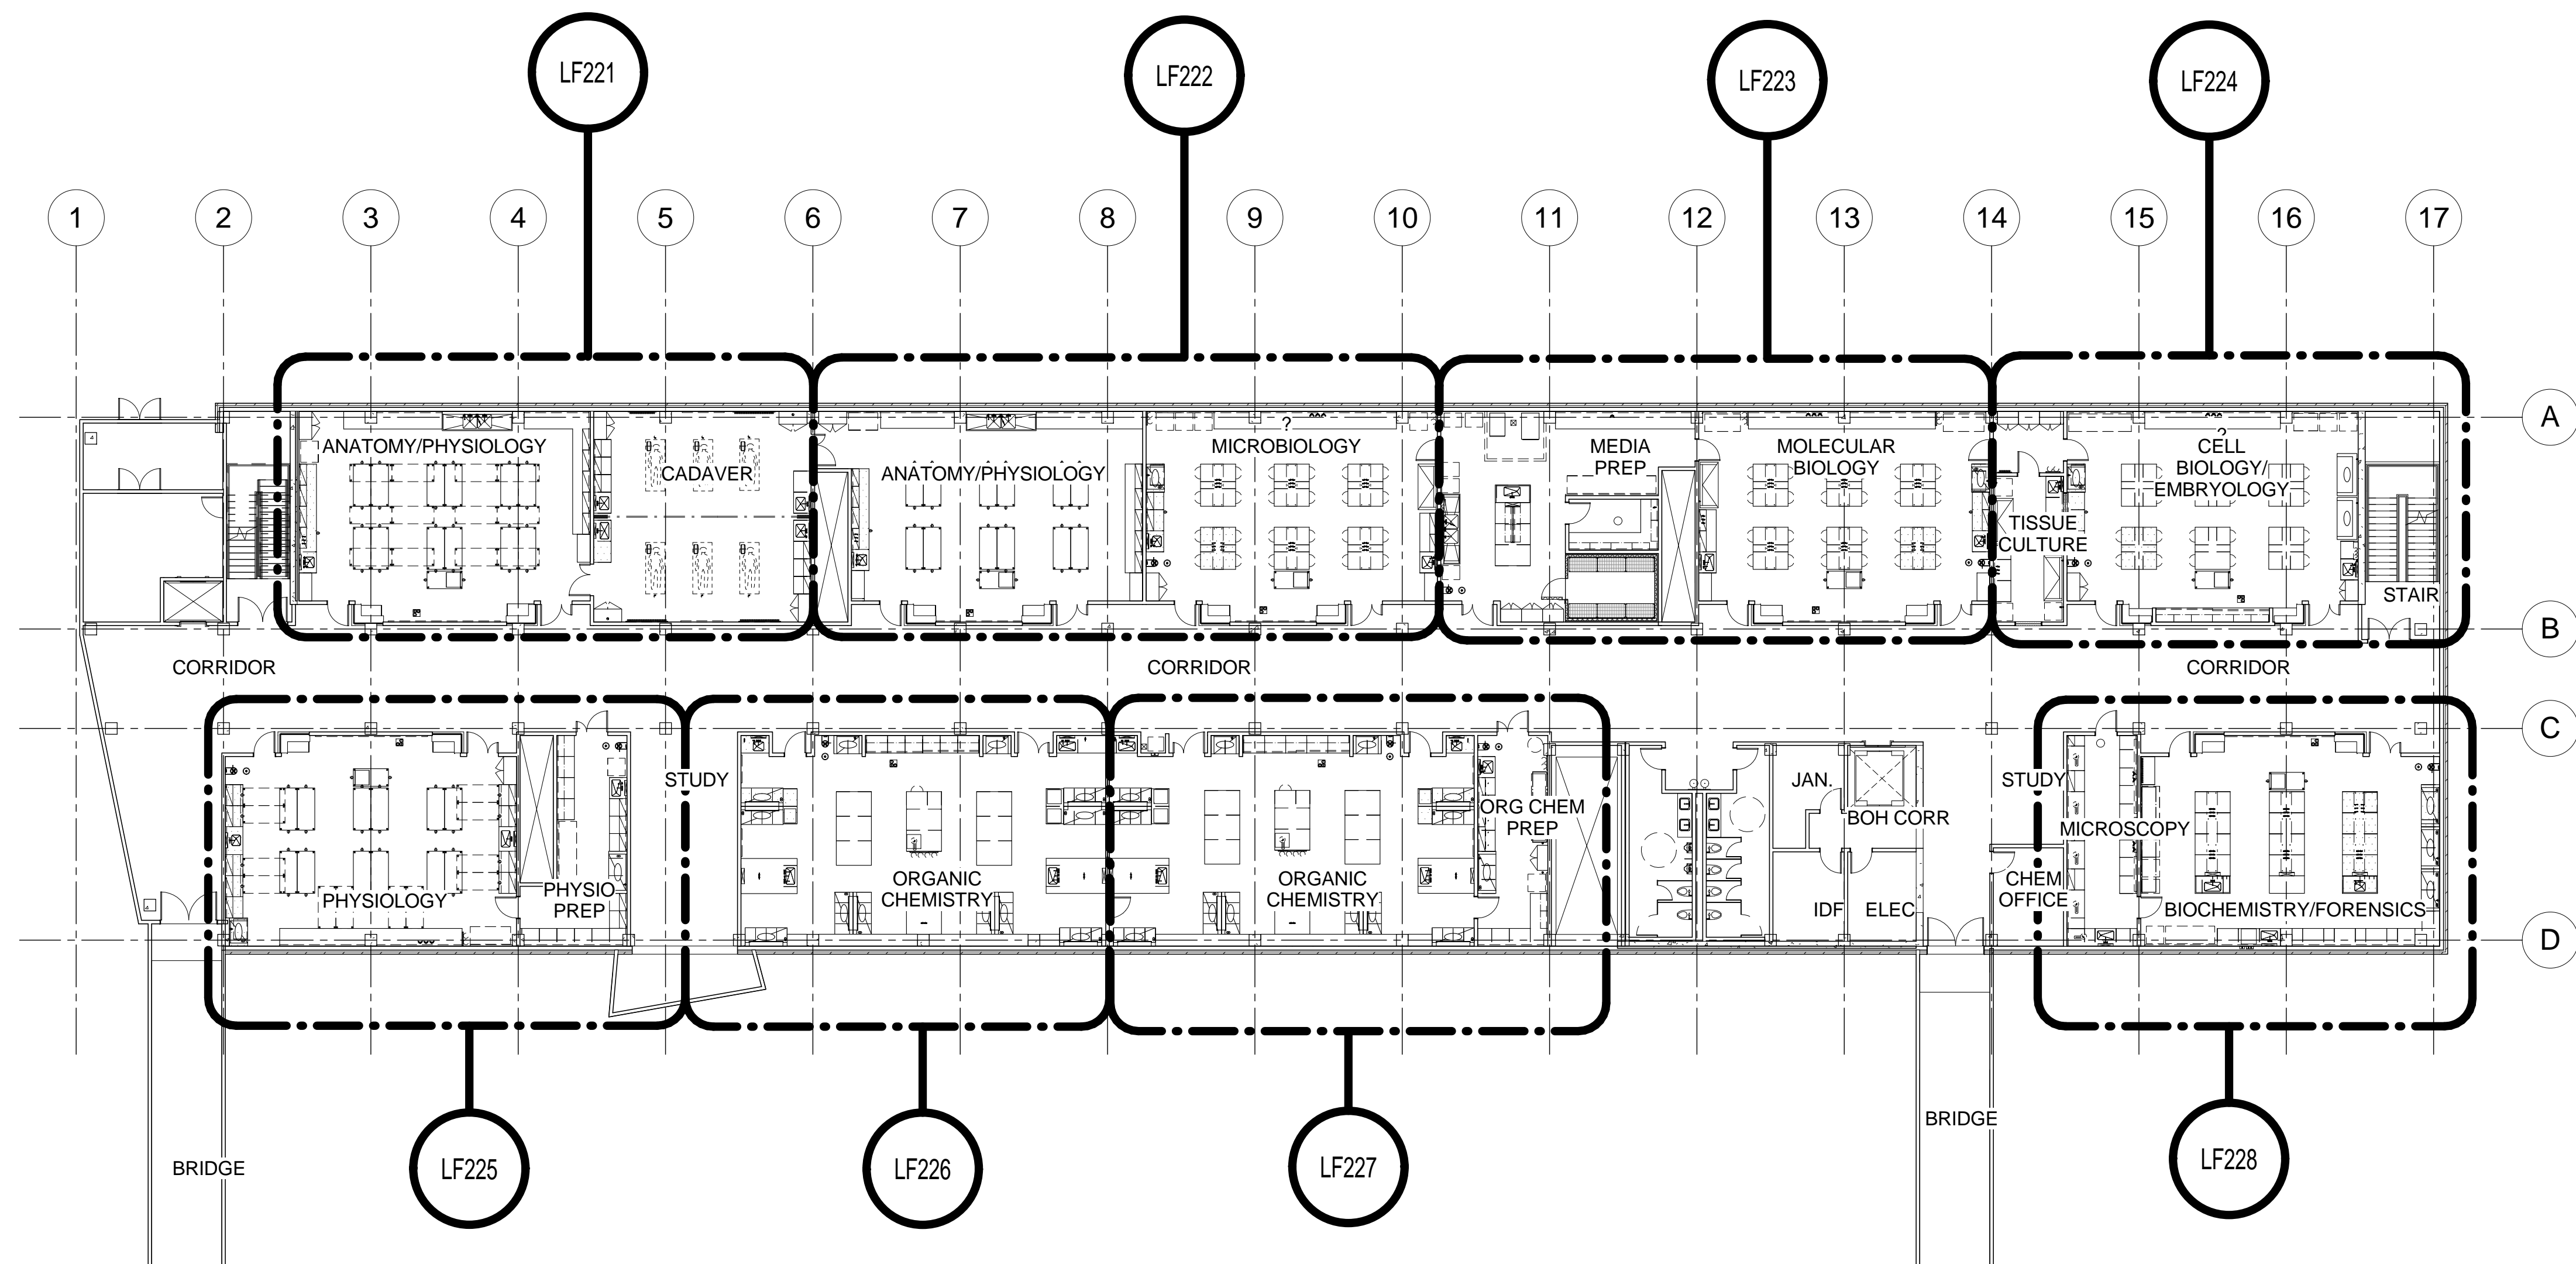 LF221
LF222
LF223
LF224
1
2
3
4
5
6
7
8
9
10
11
12
13
14
15
16
17
A
ANATOMY/PHYSIOLOGY
CADAVER
ANATOMY/PHYSIOLOGY
?
MICROBIOLOGY
MEDIA
PREP
MOLECULAR
BIOLOGY
?
CELL
BIOLOGY/
EMBRYOLOGY
TISSUE
CULTURE
STAIR
B
CORRIDOR
CORRIDOR
CORRIDOR
C
STUDY
ORG CHEM
PREP
JAN.
BOH CORR
STUDY
MICROSCOPY
PHYSIOLOGY
PHYSIO
PREP
ORGANIC
CHEMISTRY
ORGANIC
CHEMISTRY
IDF
ELEC
CHEM
OFFICE
BIOCHEMISTRY/FORENSICS
D
BRIDGE
BRIDGE
LF225
LF226
LF227
LF228